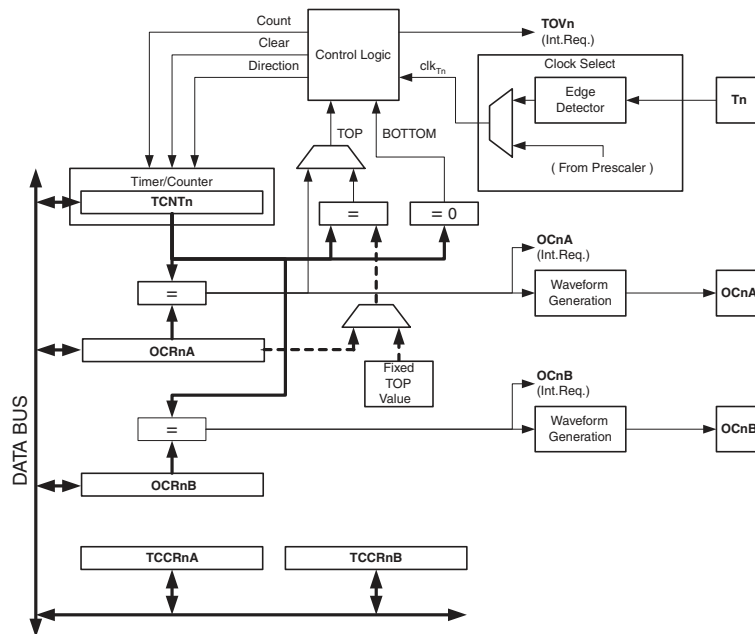 Count
TOVn
(Int.Req.)
Clear
Control Logic
Direction
clkTn
Clock Select
Edge
Detector
Tn
( From Prescaler )
TOP
BOTTOM
Timer/Counter
TCNTn
=
= 0
OCnA
(Int.Req.)
=
Waveform
Generation
OCnA
OCRnA
Fixed
TOP
Value
OCnB
(Int.Req.)
=
Waveform
Generation
OCnB
OCRnB
DATA BUS
TCCRnA
TCCRnB